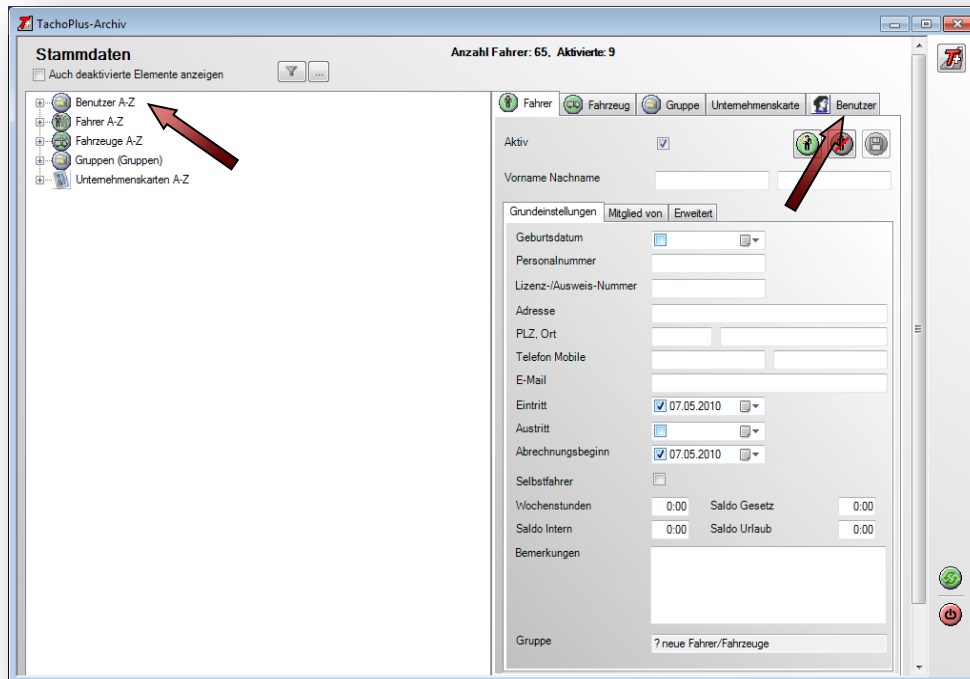 TachoPlus-Archiv
Stammdaten
Anzahl Fahrer: 65, Aktivierte: 9
Auch deaktivierte Elemente anzeigen
...
Benutzer A-Z
Fahrer A-Z
Fahrzeuge A-Z
Gruppen (Gruppen)
Unternehmenskarten A-Z
Fahrer Fahrzeug Gruppe Unternehmenskarte Benutzer
Aktiv
Vorname Nachname
Grundeinstellungen Mitglied von Erweitert
Geburtsdatum
Personalnummer
Lizenz-/Ausweis-Nummer
Adresse
PLZ, Ort
Telefon Mobile
E-Mail
Eintritt 07.05.2010
Austritt
Abrechnungsbeginn 07.05.2010
Selbstfahrer
Wochenstunden 0:00 Saldo Gesetz 0:00
Saldo Intern 0:00 Saldo Urlaub 0:00
Bemerkungen
Gruppe ? neue Fahrer/Fahrzeuge